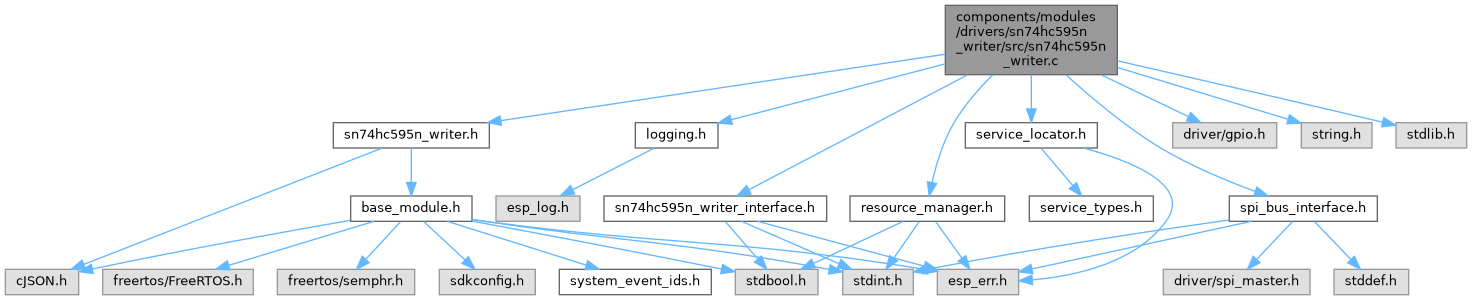 components/modules
/drivers/sn74hc595n
_writer/src/sn74hc595n
_writer.c
sn74hc595n_writer.h
logging.h
service_locator.h
driver/gpio.h
string.h
stdlib.h
base_module.h
esp_log.h
sn74hc595n_writer_interface.h
resource_manager.h
service_types.h
spi_bus_interface.h
cJSON.h
freertos/FreeRTOS.h
freertos/semphr.h
sdkconfig.h
system_event_ids.h
stdbool.h
stdint.h
esp_err.h
driver/spi_master.h
stddef.h